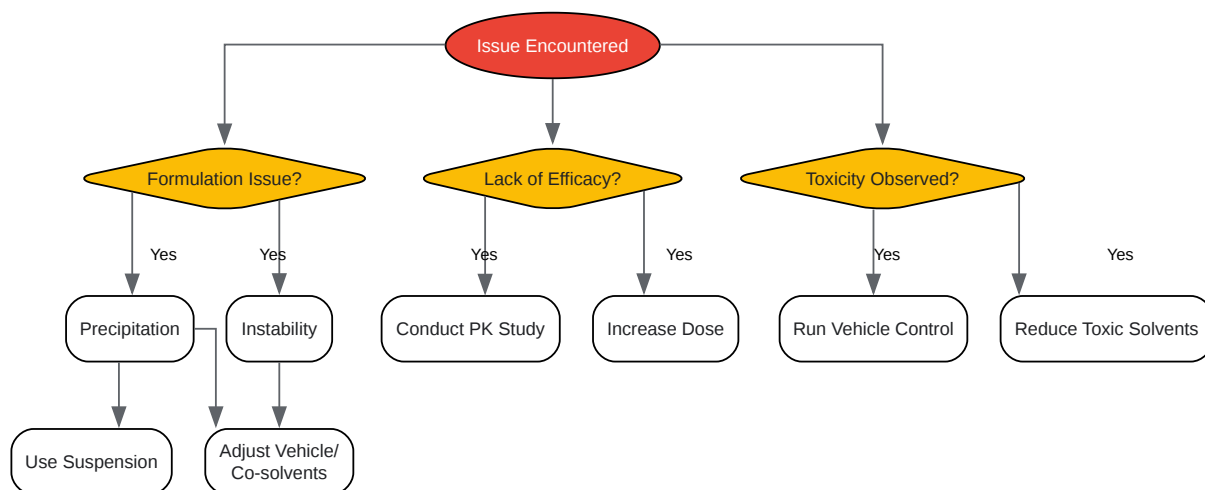 Issue Encountered
Formulation Issue?
Lack of Efficacy?
Toxicity Observed?
Yes
Yes
Yes
Yes
Yes
Yes
Precipitation
Instability
Conduct PK Study
Increase Dose
Run Vehicle Control
Reduce Toxic Solvents
Use Suspension
Adjust Vehicle/
Co-solvents